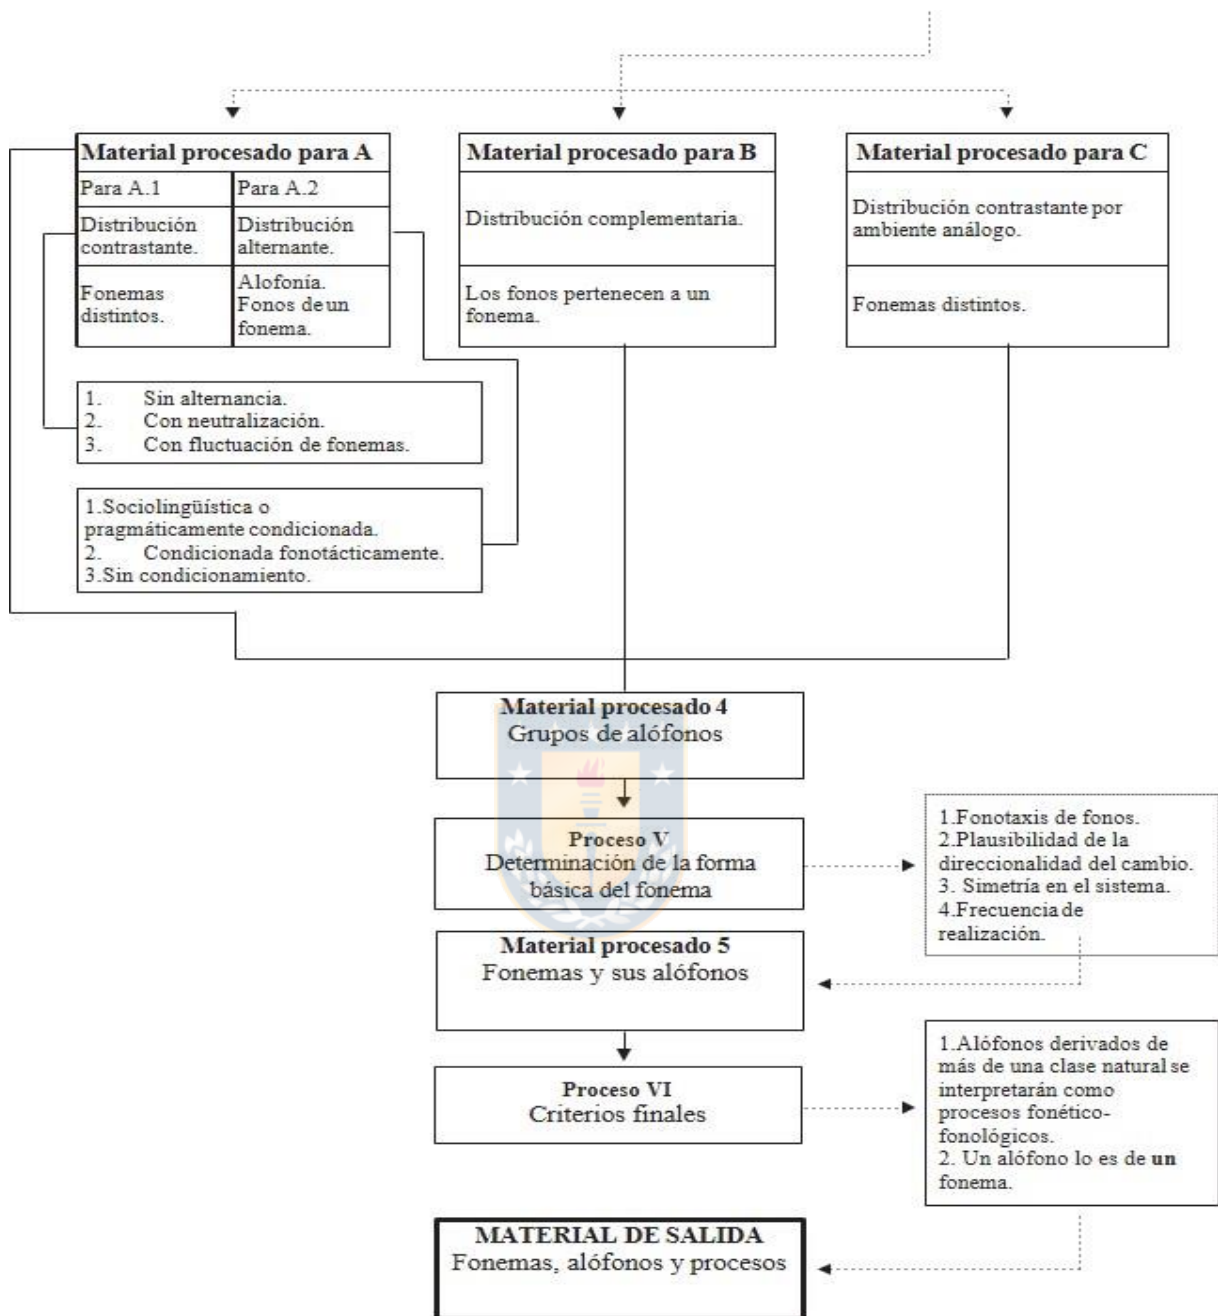 Material procesado para A
Para A.1
Para A.2
Distribución
contrastante.
Distribución
alternante.
Fonemas
distintos.
Alofonía.
Fonos de un
fonema.
Material procesado para B
Distribución complementaria.
Los fonos pertenecen a un
fonema.
Material procesado para C
Distribución contrastante por
ambiente análogo.
Fonemas distintos.
1. Sin alternancia.
2. Con neutralización.
3. Con fluctuación de fonemas.
1.Sociolingüística o
pragmáticamente condicionada.
2. Condicionada fonotácticamente.
3.Sin condicionamiento.
Material procesado 4
Grupos de alófonos
Proceso V
Determinación de la forma
básica del fonema
1.Fonotaxis de fonos.
2.Plausibilidad de la
direccionalidad del cambio.
3. Simetría en el sistema.
4.Frecuencia de
realización.
Material procesado 5
Fonemas y sus alófonos
Proceso VI
Criterios finales
1.Alófonos derivados de
más de una clase natural se
interpretarán como
procesos fonético-
fonológicos.
2. Un alófono lo es de un
fonema.
MATERIAL DE SALIDA
Fonemas, alófonos y procesos